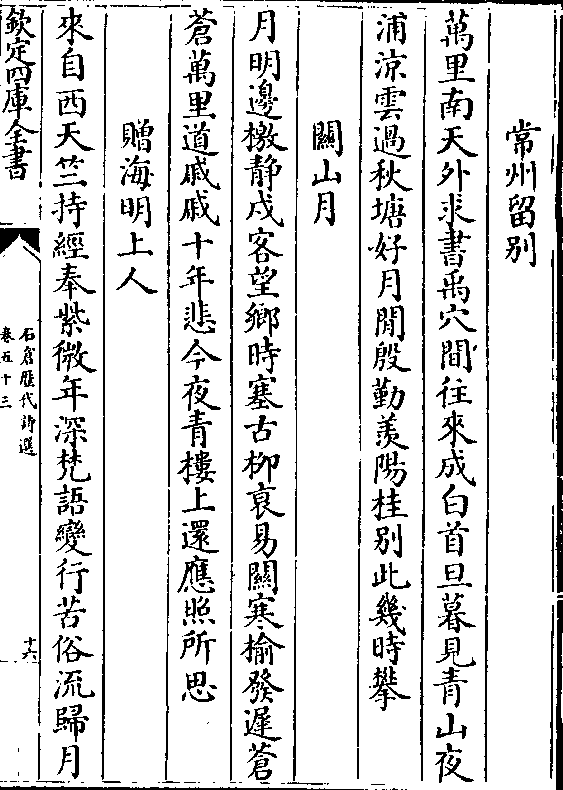 常州留别
萬里南天外求書禹穴間往來成白首旦暮見青山夜
浦涼雲過秋塘好月閒殷勤羨陽桂别此幾時攀
關山月
月明邊檄静戍客望鄉時塞古柳衰易關寒榆發遲蒼
蒼萬里道戚戚十年悲今夜青樓上還應照所思
贈海明上人
來自西天竺持經奉紫微年深梵語變行苦俗流歸月
欽定四庫全書
石倉歷代詩選
卷五十三
十六